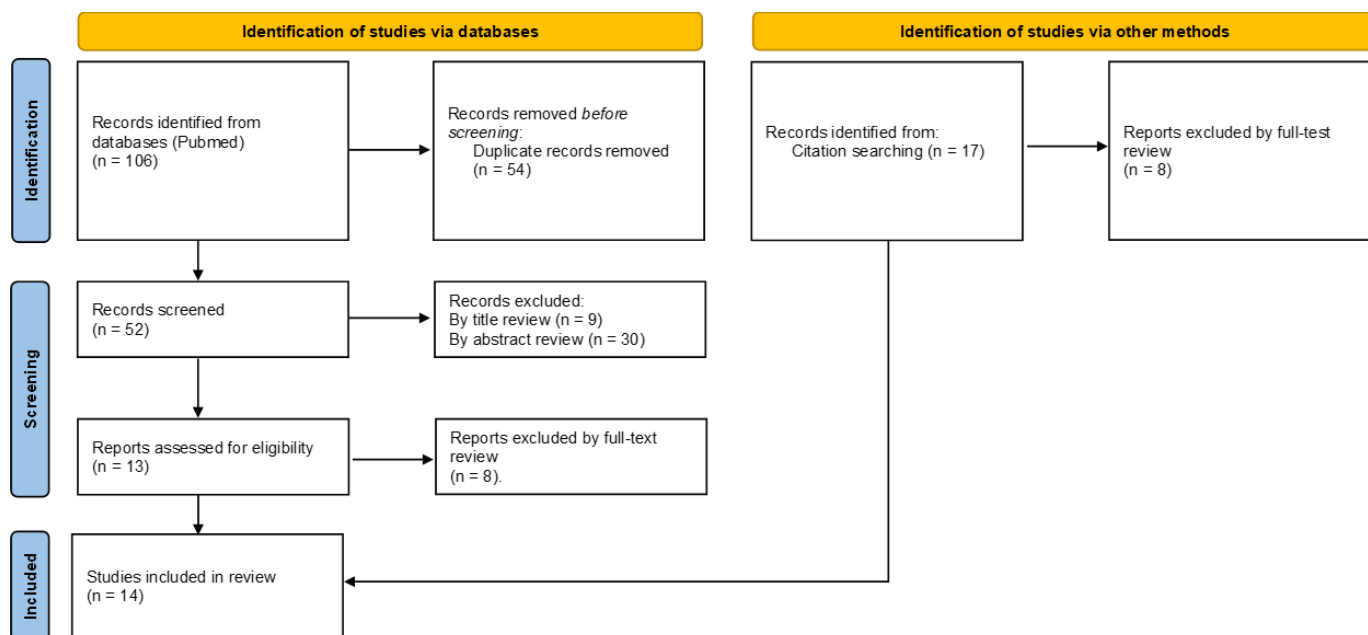 Identification of studies via databases
Identification of studies via other methods
Identification
Records identified from
databases (Pubmed)
(n = 106)
Records removed before
screening:
Duplicate records removed
(n = 54)
Records identified from:
Citation searching (n = 17)
Reports excluded by full-test
review
(n = 8)
Screening
Records screened
(n = 52)
Records excluded:
By title review (n = 9)
By abstract review (n = 30)
Reports assessed for eligibility
(n = 13)
Reports excluded by full-text
review
(n = 8).
Included
Studies included in review
(n = 14)